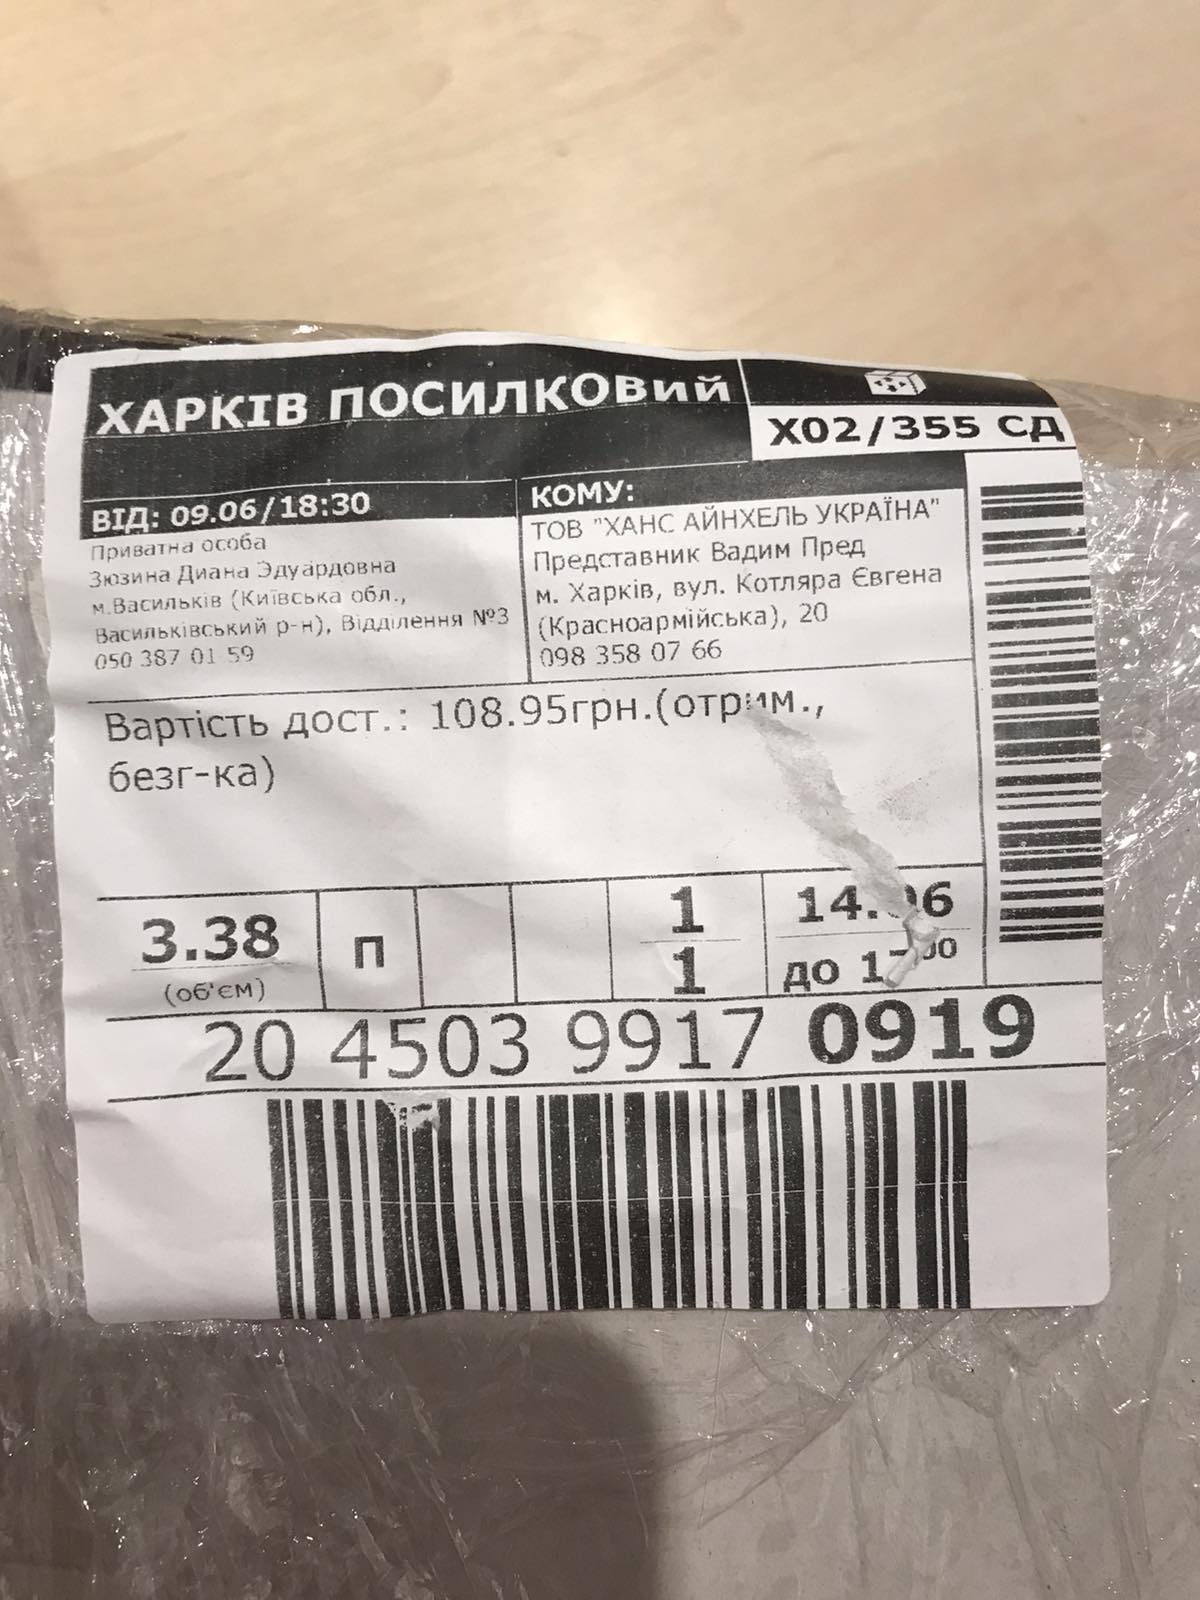 ХАРКІВ ПОСИЛКОВий
Х02/355 СД
ВІД: 09.06/18:30
Приватна особа
Зюзина Диана Эдуардовна
м.Васильків (Київська обл.,
Васильківський р-н), Відділення №3
050 387 01 59
КОМУ:
ТОВ "ХАНС АЙНХЕЛЬ УКРАЇНА"
Представник Вадим Пред
м. Харків, вул. Котляра Євгена
(Красноармійська), 20
098 358 07 66
Вартість дост.: 108.95грн.(отрим.,
безг-ка)
3.38
(об'єм)
П
1
1
14.06
до
20 4503 9917 0919